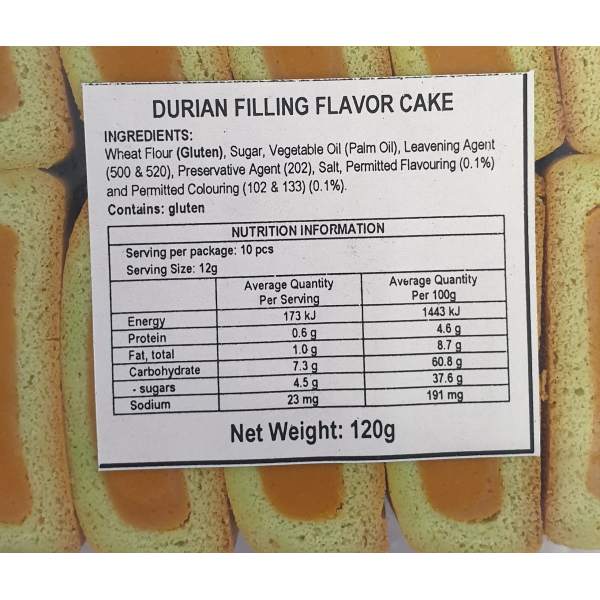 DURIAN FILLING FLAVOR CAKE
INGREDIENTS:
Wheat Flour (Gluten), Sugar, Vegetable Oil (Palm Oil), Leavening Agent
(500 & 520), Preservative Agent (202), Salt, Permitted Flavouring (0.1%)
and Permitted Colouring (102 & 133) (0.1%).
Contains: gluten
NUTRITION INFORMATION
Serving per package: 10 pcs
Serving Size: 12g
Average Quantity Per Serving Average Quantity Per 100g
Energy 173 kJ 1443 kJ
Protein 0.6 g 4.6 g
Fat, total 1.0 g 8.7 g
Carbohydrate 7.3 g 60.8 g
- sugars 4.5 g 37.6 g
Sodium 23 mg 191 mg
Net Weight: 120g